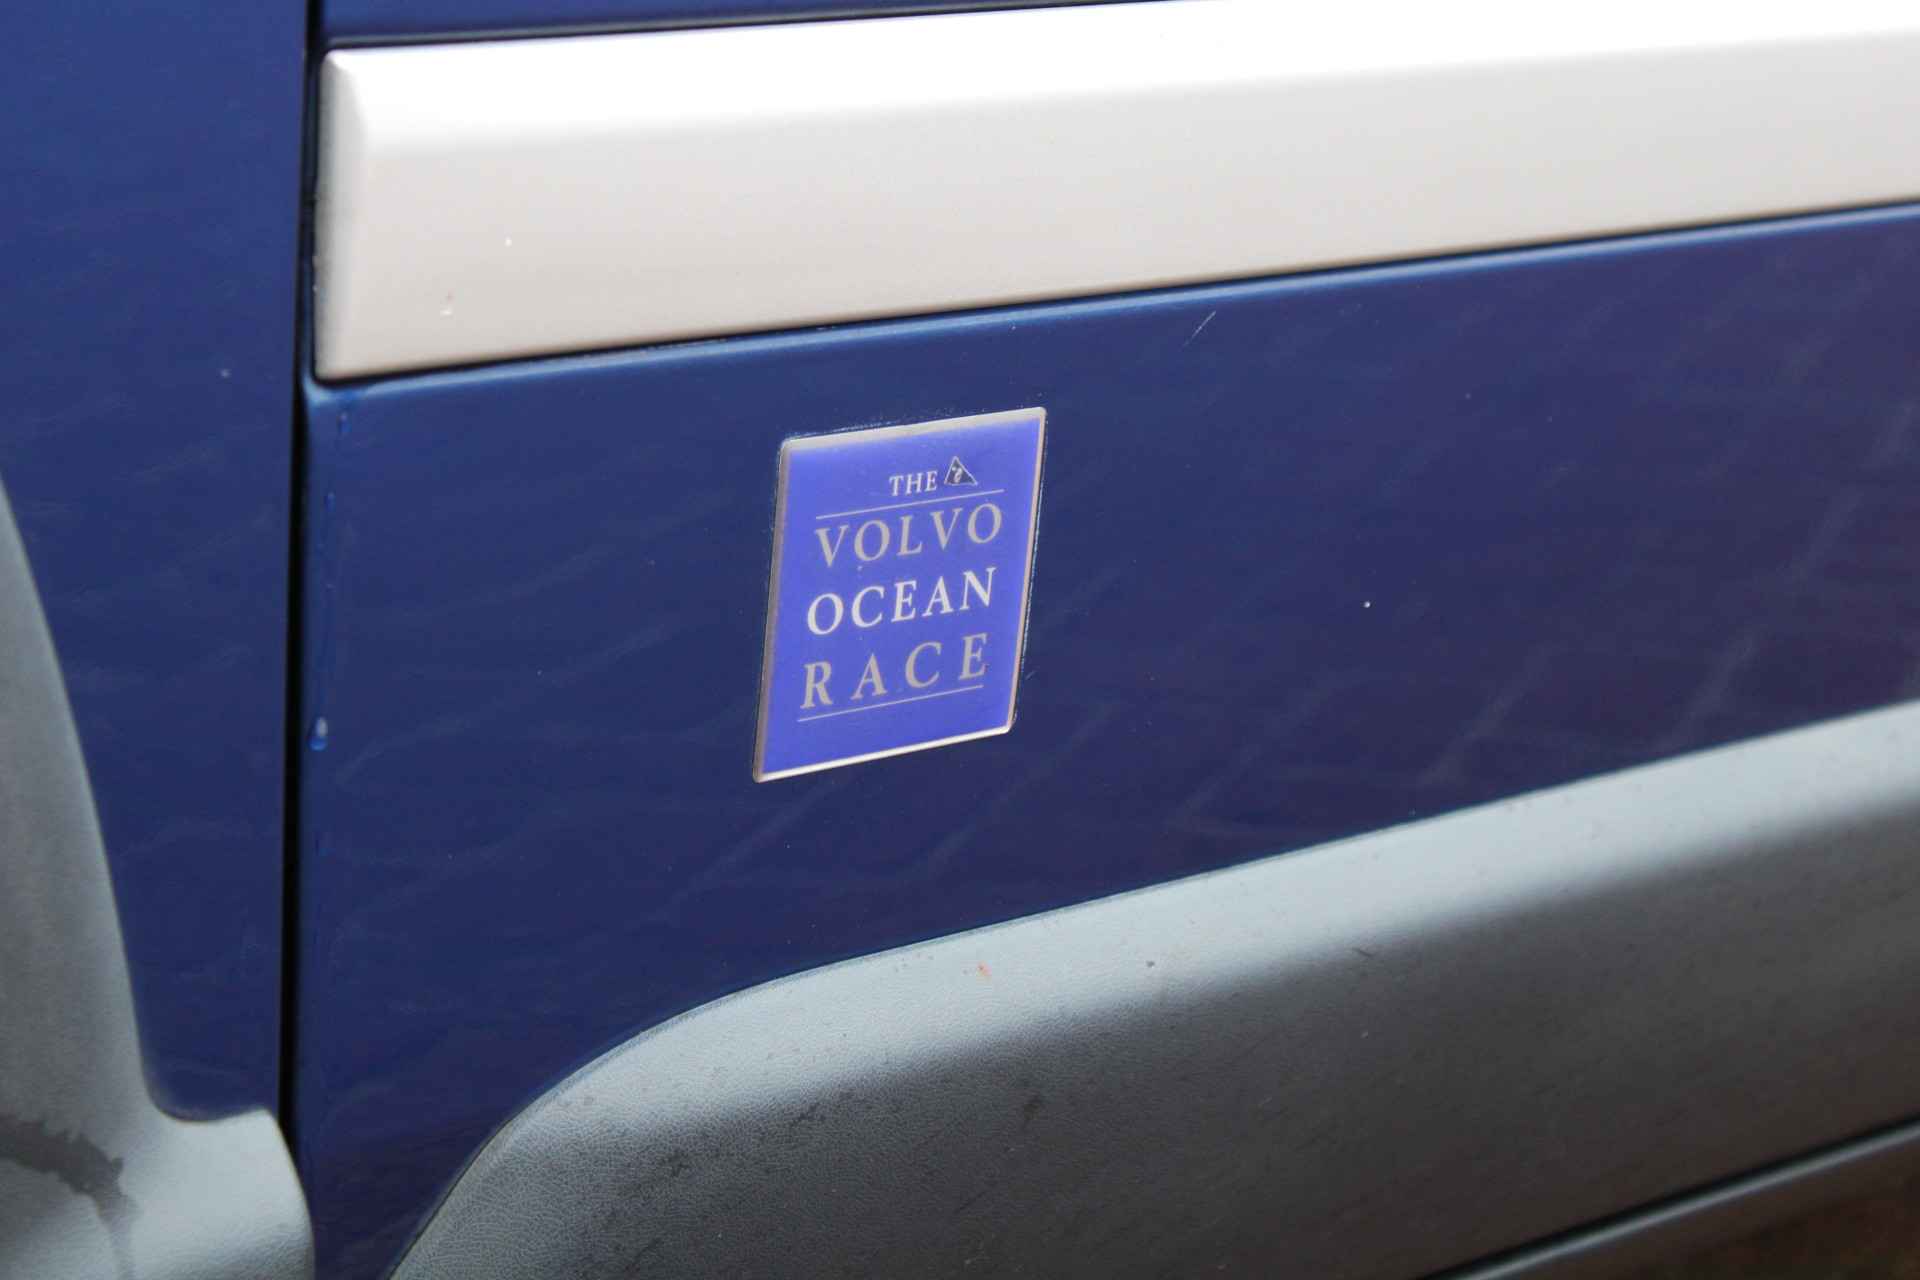 THE
VOLVO
OCEAN
RACE